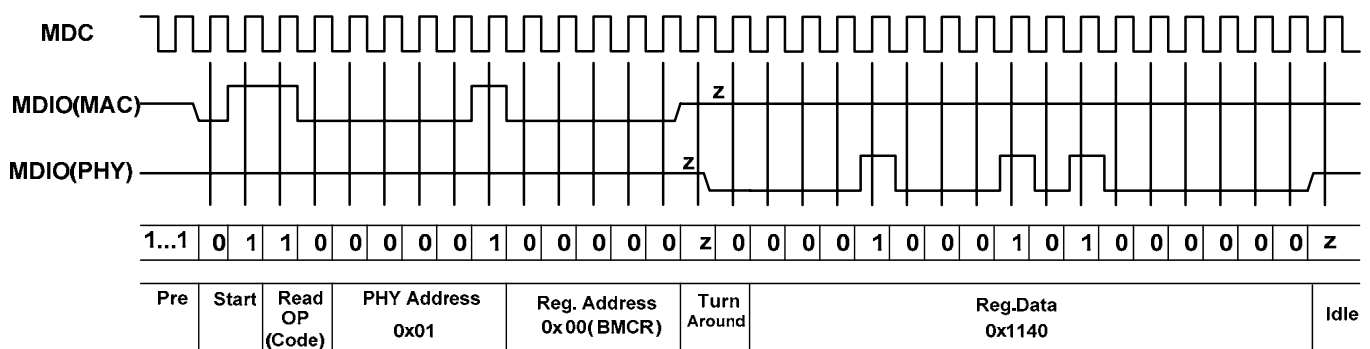 MDC
MDIO(MAC)
z
MDIO(PHY)
z
1...1 0 1 1 0 0 0 0 0 1 0 0 0 0 0 z 0 0 0 0 1 0 0 0 1 0 1 0 0 0 0 0 0 z
Pre
Start
Read
OP
(Code)
PHY Address
0x01
Reg. Address
0x00(BMCR)
Turn
Around
Reg.Data
0x1140
Idle